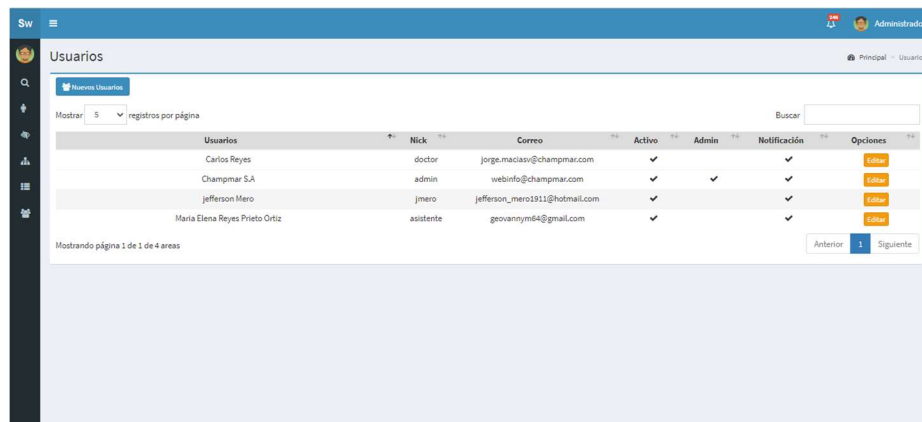 Sw
546
Administrado
Usuarios
Principal > Usuario
Nuevos Usuarios
Mostrar 5 registros por página
Buscar
Usuarios Nick Correo Activo Admin Notificación Opciones
Carlos Reyes doctor jorge.maciasv@champmar.com Editar
Champmar S.A admin webinfo@champmar.com Editar
jefferson Mero jmero jefferson_mero1911@hotmail.com Editar
Maria Elena Reyes Prieto Ortiz asistente geovannym64@gmail.com Editar
Mostrando página 1 de 1 de 4 areas
Anterior 1 Siguiente